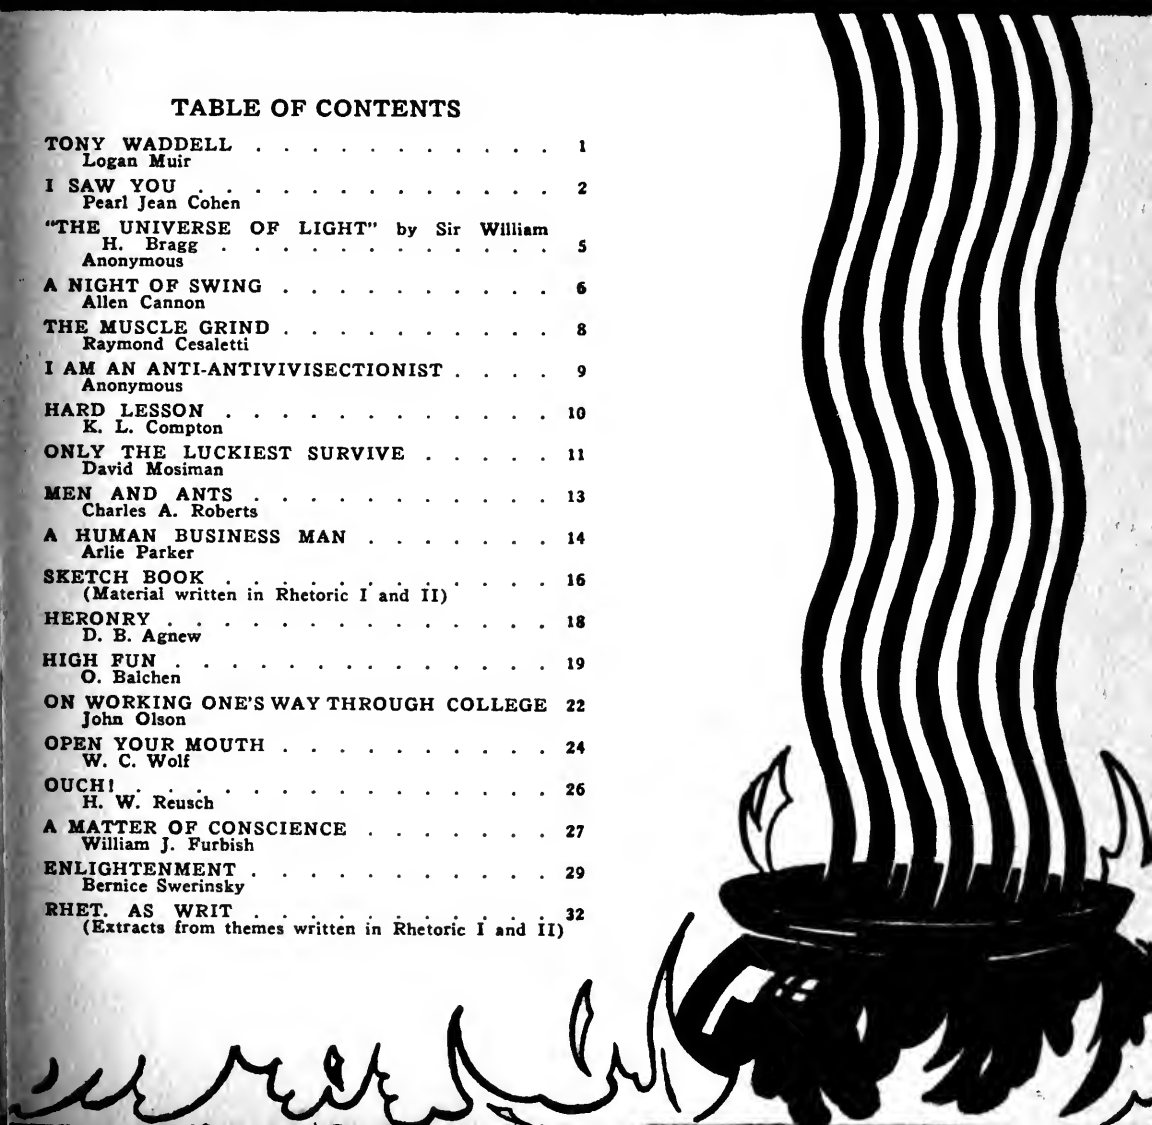 TABLE OF CONTENTS
TONY WADDELL . . . . . . . . . . . 1
Logan Muir
I SAW YOU . . . . . . . . . . . . . 2
Pearl Jean Cohen
"THE UNIVERSE OF LIGHT" by Sir William
H. Bragg . . . . . . . . . . . . 5
Anonymous
A NIGHT OF SWING . . . . . . . . . . 6
Allen Cannon
THE MUSCLE GRIND . . . . . . . . . . 8
Raymond Cesaletti
I AM AN ANTI-ANTIVIVISECTIONIST . . . . 9
Anonymous
HARD LESSON . . . . . . . . . . . . 10
K. L. Compton
ONLY THE LUCKIEST SURVIVE . . . . . 11
David Mosiman
MEN AND ANTS . . . . . . . . . . . 13
Charles A. Roberts
A HUMAN BUSINESS MAN . . . . . . . 14
Arlie Parker
SKETCH BOOK . . . . . . . . . . . . 16
(Material written in Rhetoric I and II)
HERONRY . . . . . . . . . . . . . . 18
D. B. Agnew
HIGH FUN . . . . . . . . . . . . . 19
O. Balchen
ON WORKING ONE'S WAY THROUGH COLLEGE 22
John Olson
OPEN YOUR MOUTH . . . . . . . . . . 24
W. C. Wolf
OUCH! . . . . . . . . . . . . . . . 26
H. W. Reusch
A MATTER OF CONSCIENCE . . . . . . . 27
William J. Furbish
ENLIGHTENMENT . . . . . . . . . . . 29
Bernice Swerinsky
RHET. AS WRIT . . . . . . . . . . . 32
(Extracts from themes written in Rhetoric I and II)